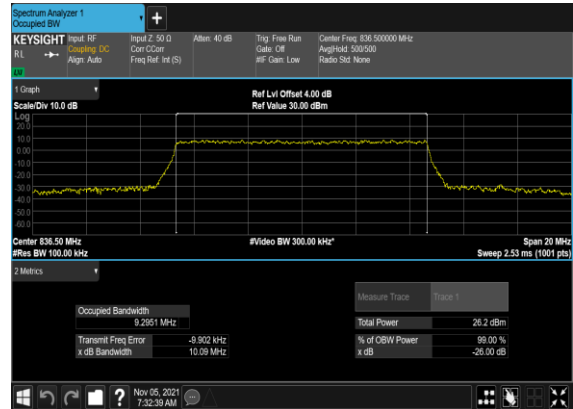 Spectrum Analyzer 1
Occupied BW
+
KEYSIGHT Input: RF Input Z: 50 Ω Atten: 40 dB Trig: Free Run Center Freq: 836.500000 MHz
RL Coupling: DC Corr CCorr Gate: Off Avg|Hold: 500/500
Align: Auto Freq Ref: Int (S) #IF Gain: Low Radio Std: None
1 Graph Ref Lvl Offset 4.00 dB
Scale/Div 10.0 dB Ref Value 30.00 dBm
Log
20.0
10.0
0.00
-10.0
-20.0
-30.0
-40.0
-50.0
-60.0
Center 836.50 MHz #Video BW 300.00 kHz* Span 20 MHz
#Res BW 100.00 kHz Sweep 2.53 ms (1001 pts)
2 Metrics
Measure Trace Trace 1
Occupied Bandwidth
9.2951 MHz Total Power 26.2 dBm
Transmit Freq Error -9.902 kHz % of OBW Power 99.00 %
x dB Bandwidth 10.09 MHz x dB -26.00 dB
? Nov 05, 2021
7:32:39 AM